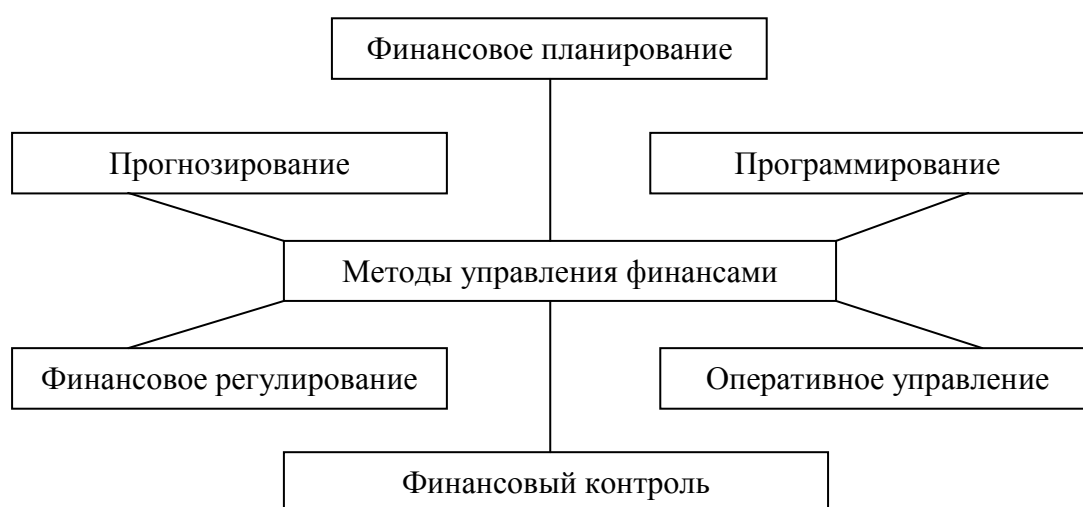 Финансовое планирование
Прогнозирование
Программирование
Методы управления финансами
Финансовое регулирование
Оперативное управление
Финансовый контроль